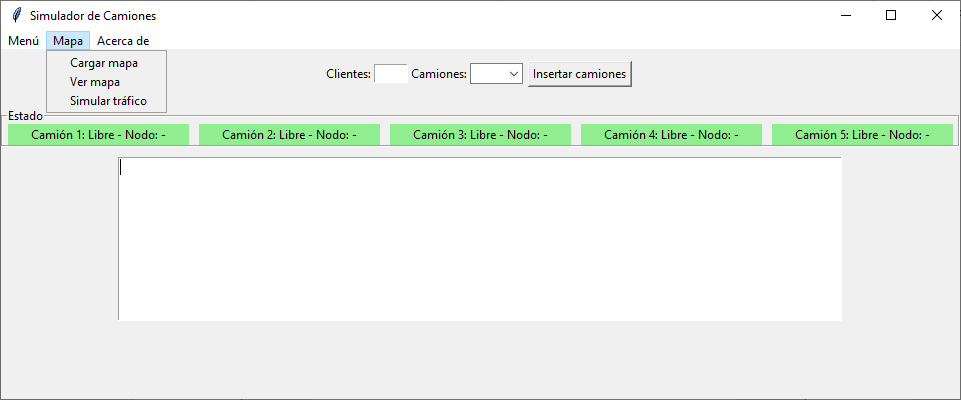 Simulador de Camiones
Menú Mapa Acerca de
Cargar mapa
Ver mapa
Simular tráfico
Clientes: Camiones: Insertar camiones
Estado
Camión 1: Libre - Nodo: - Camión 2: Libre - Nodo: - Camión 3: Libre - Nodo: - Camión 4: Libre - Nodo: - Camión 5: Libre - Nodo: -